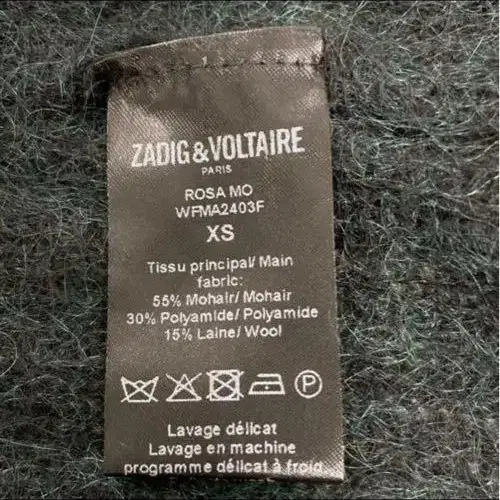 ZADIG&VOLTAIRE
PARIS
ROSA MO
WFMA2403F
XS
Tissu principal/ Main
fabric:
55% Mohair/ Mohair
30% Polyamide/ Polyamide
15% Laine/ Wool
P
Lavage délicat
Lavage en machine
programme délicat à froid